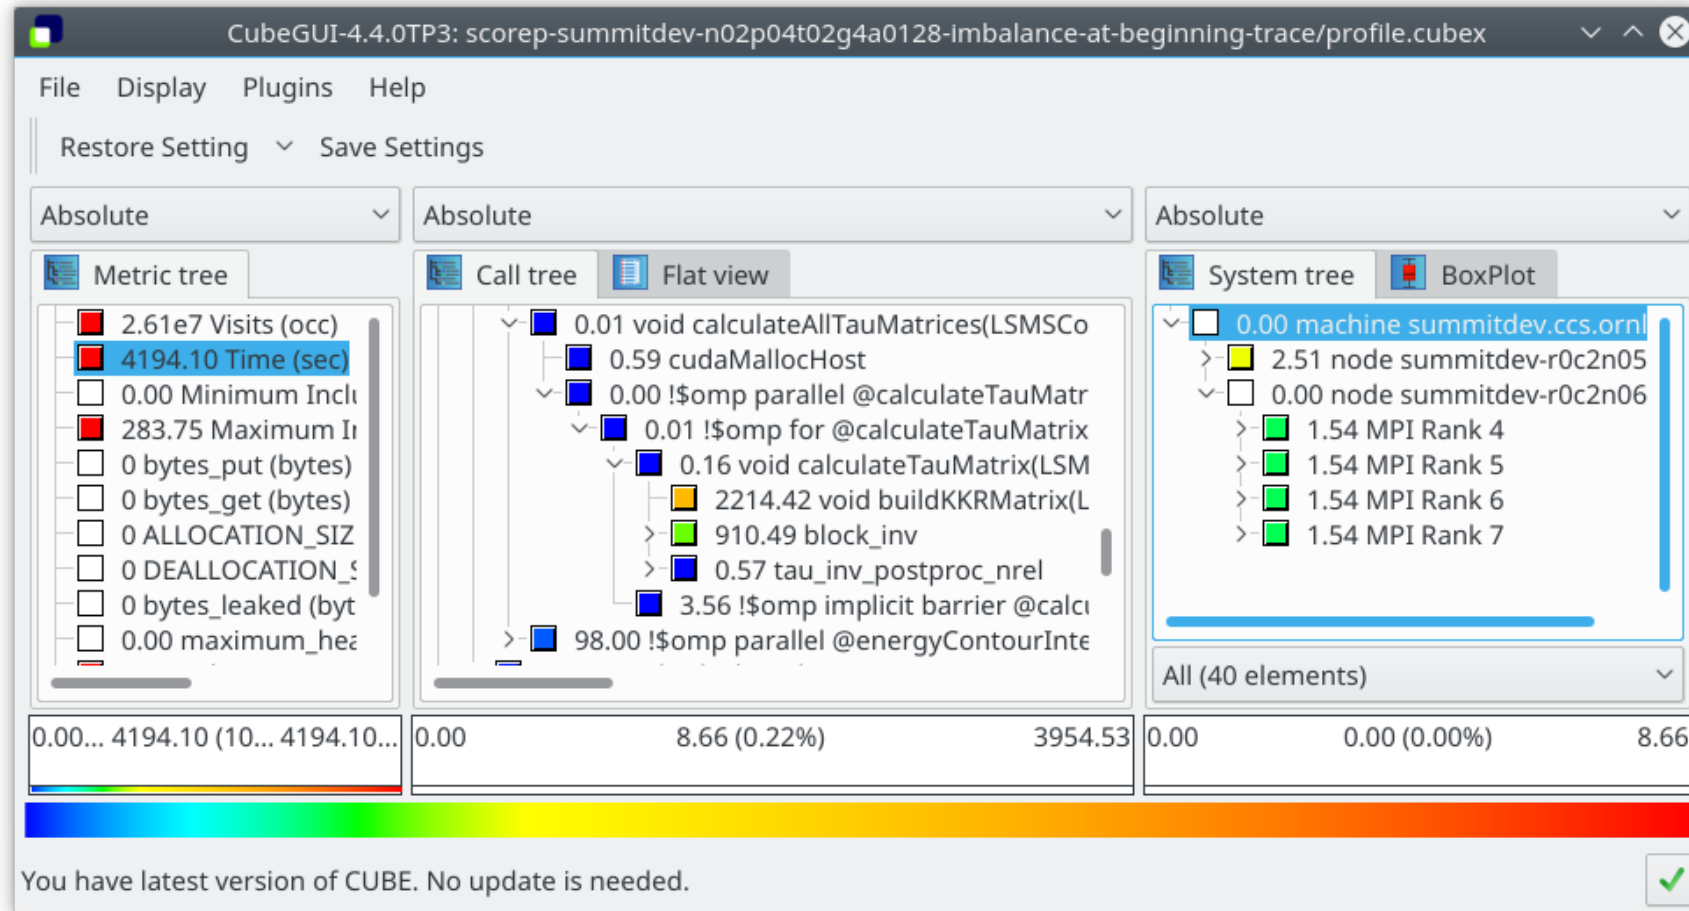 CubeGUI-4.4.0TP3: scorep-summitdev-n02p04t02g4a0128-imbalance-at-beginning-trace/profile.cubex
File Display Plugins Help
Restore Setting Save Settings
Absolute
Metric tree
2.61e7 Visits (occ)
4194.10 Time (sec)
0.00 Minimum Inclu
283.75 Maximum Ir
0 bytes_put (bytes)
0 bytes_get (bytes)
0 ALLOCATION_SIZ
0 DEALLOCATION_S
0 bytes_leaked (byt
0.00 maximum_hea
0.00... 4194.10 (10... 4194.10...
Absolute
Call tree Flat view
0.01 void calculateAllTauMatrices(LSMSCo
0.59 cudaMallocHost
0.00 !$omp parallel @calculateTauMatr
0.01 !$omp for @calculateTauMatrix
0.16 void calculateTauMatrix(LSM
2214.42 void buildKKRMatrix(L
910.49 block_inv
0.57 tau_inv_postproc_nrel
3.56 !$omp implicit barrier @calcu
98.00 !$omp parallel @energyContourInte
0.00 8.66 (0.22%) 3954.53
Absolute
System tree BoxPlot
0.00 machine summitdev.ccs.ornl
2.51 node summitdev-r0c2n05
0.00 node summitdev-r0c2n06
1.54 MPI Rank 4
1.54 MPI Rank 5
1.54 MPI Rank 6
1.54 MPI Rank 7
All (40 elements)
0.00 0.00 (0.00%) 8.66
You have latest version of CUBE. No update is needed.